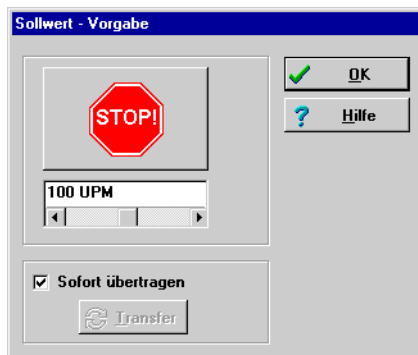 Sollwert - Vorgabe
STOP!
OK
Hilfe
100 UPM
Sofort übertragen
Transfer